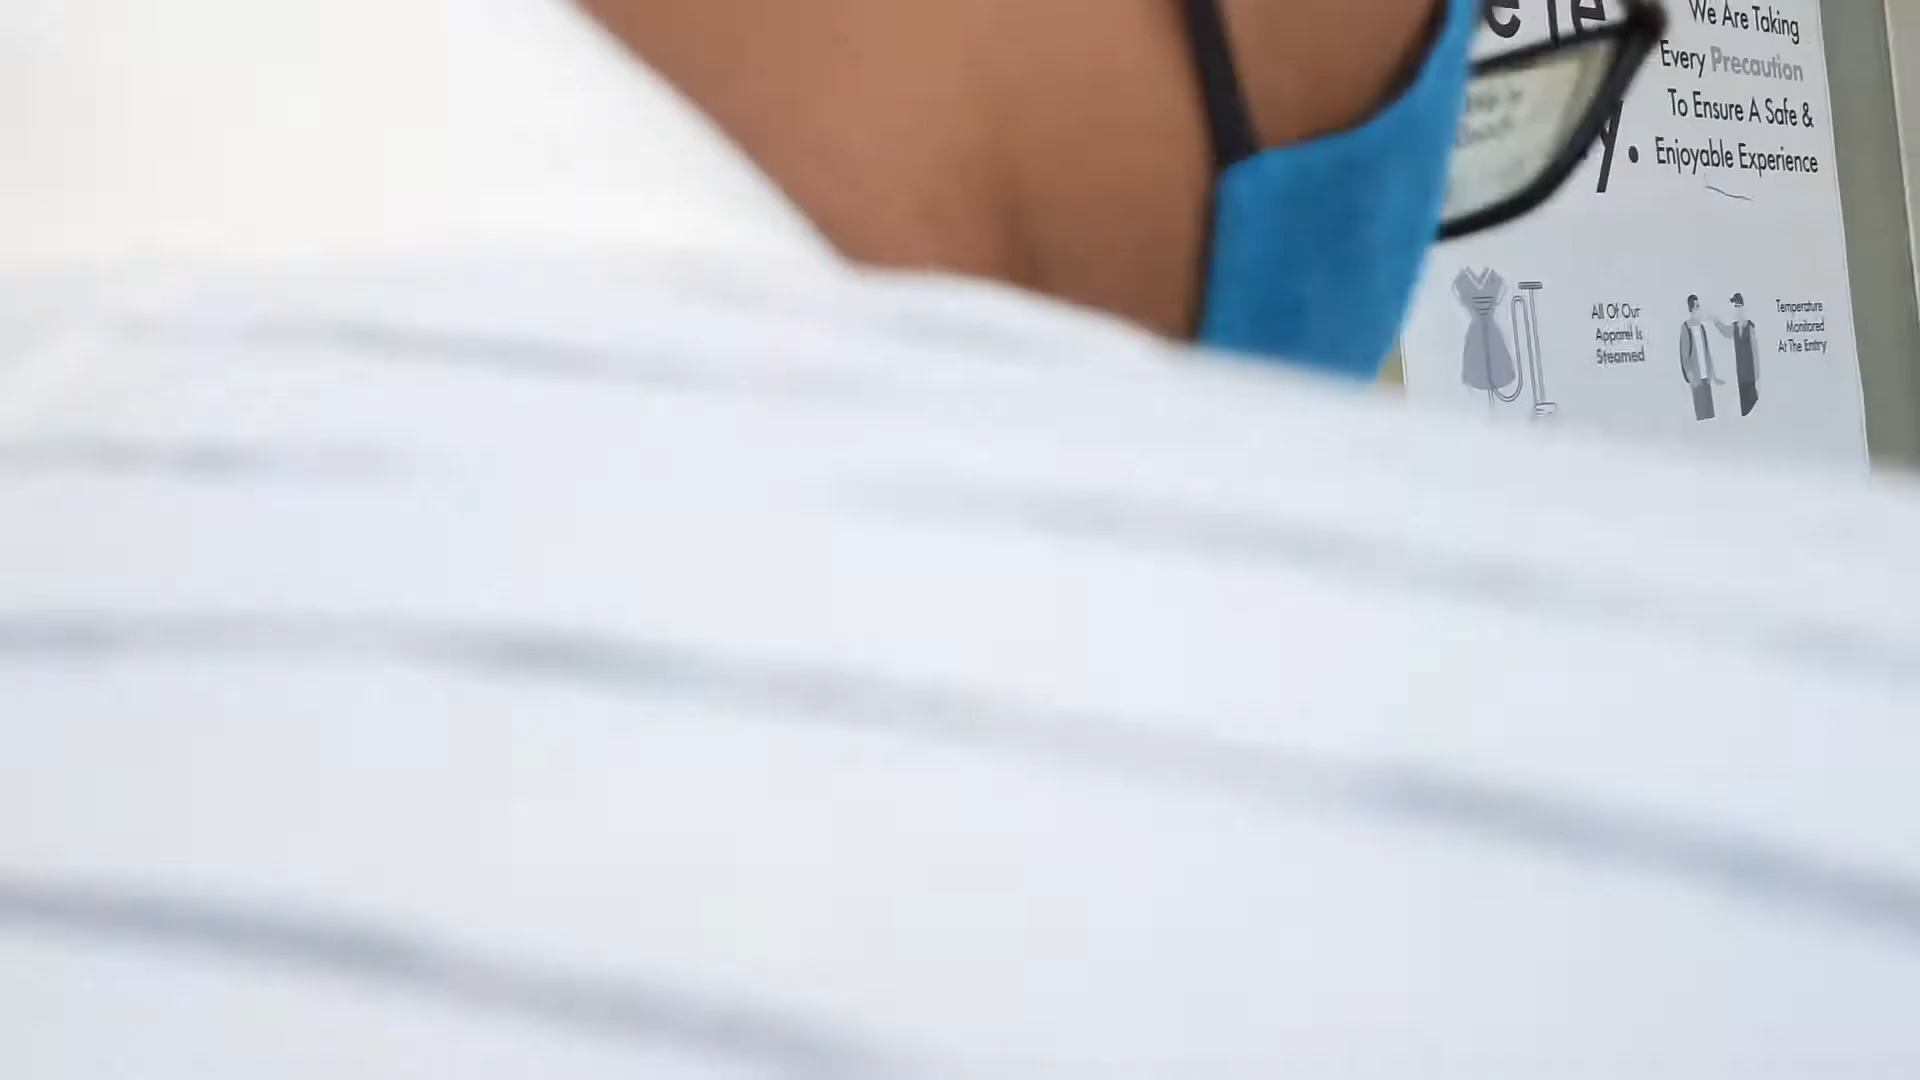 We Are Taking
Every Precaution
To Ensure A Safe &
Enjoyable Experience
All Of Our
Apparel Is
Steamed
Temperature
Monitored
At The Entry